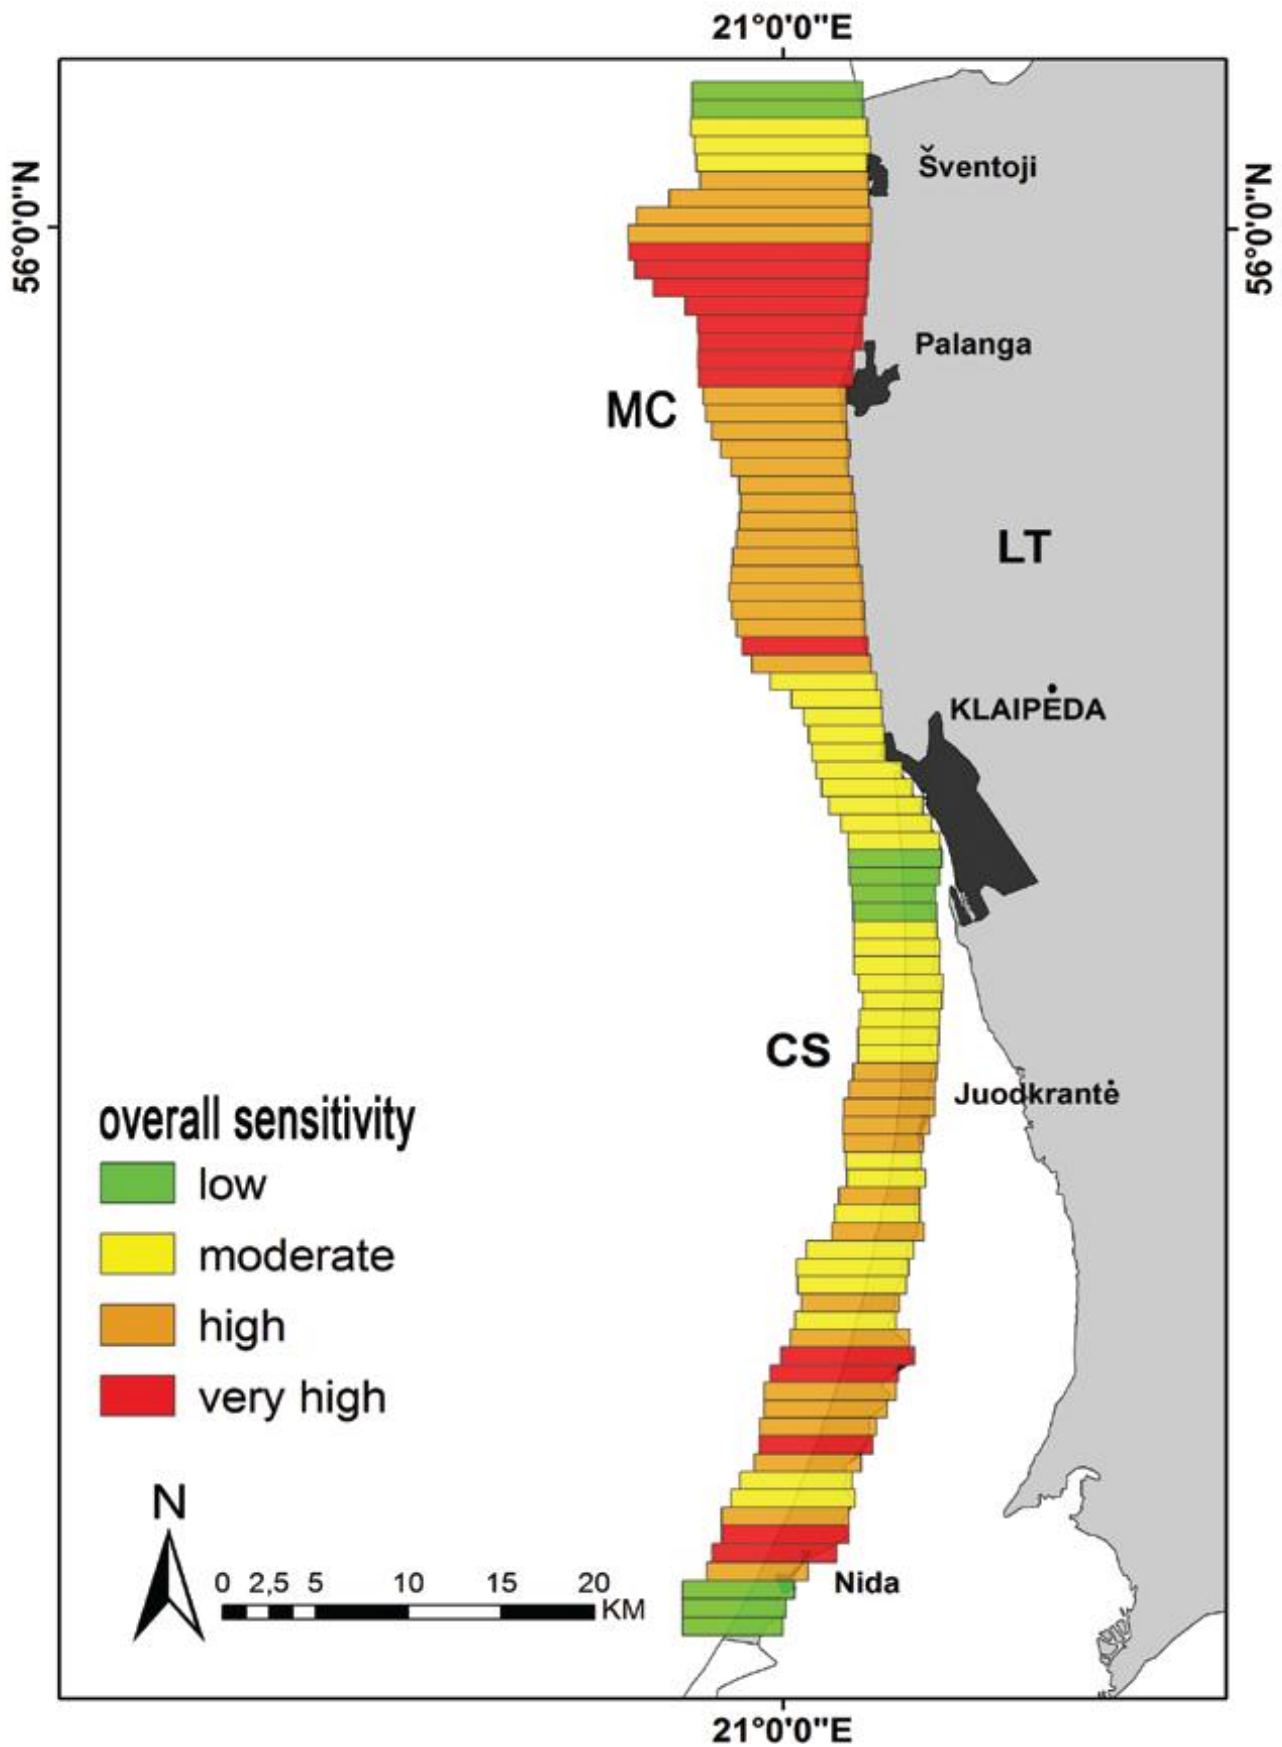 21°0'0"E
56°0'0"N
56°0'0"N
Šventoji
Palanga
MC
LT
KLAIPĖDA
CS
Juodkrantė
overall sensitivity
low
moderate
high
very high
N
0 2,5 5 10 15 20
KM
Nida
21°0'0"E